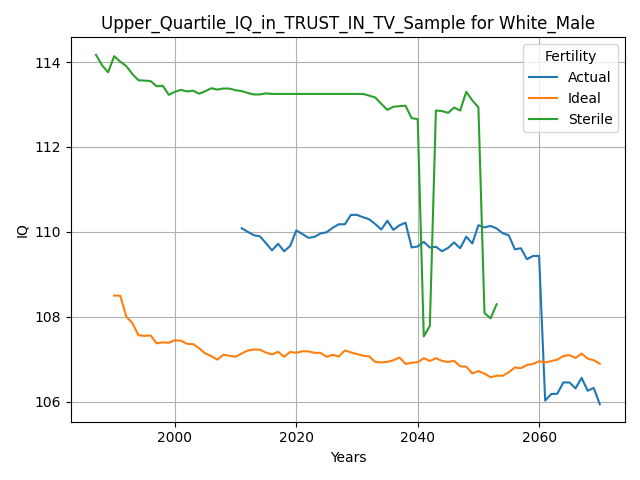 Upper_Quartile_IQ_in_TRUST_IN_TV_Sample for White_Male
Fertility
Actual
Ideal
Sterile
114
112
110
108
106
IQ
2000
2020
2040
2060
Years